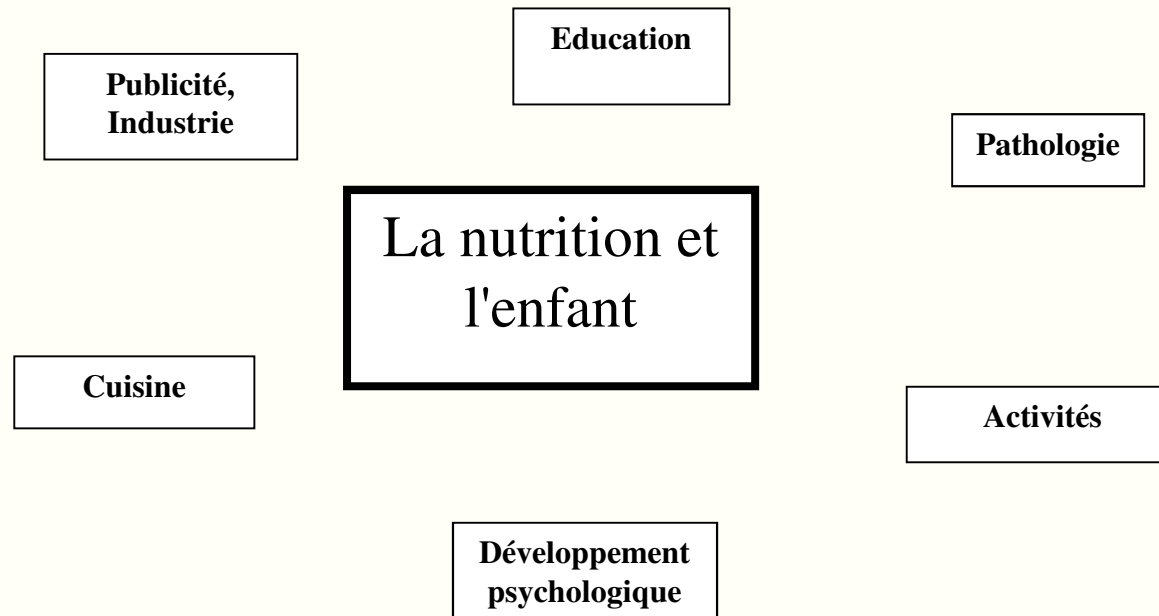 Education
Publicité,
Industrie
Pathologie
La nutrition et
l'enfant
Cuisine
Activités
Développement
psychologique